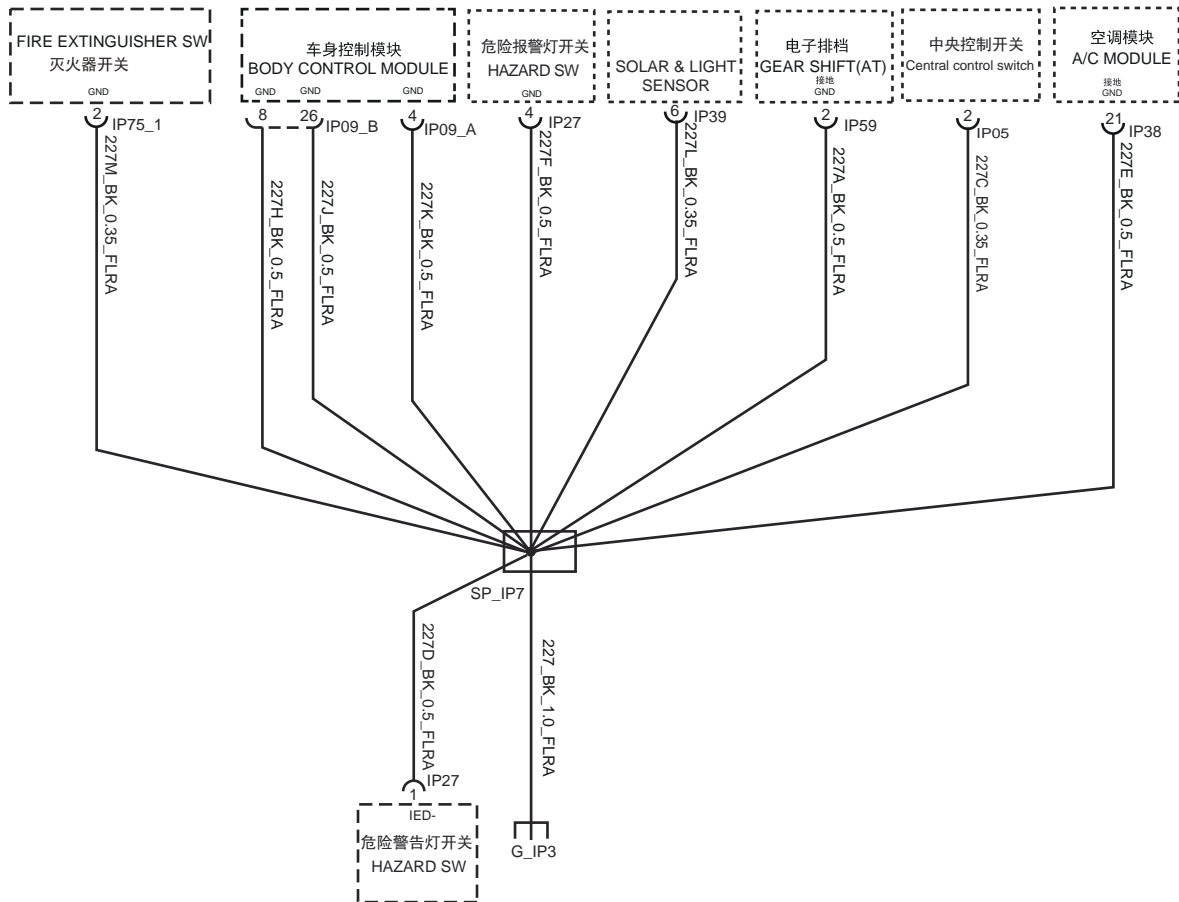 FIRE EXTINGUISHER SW
灭火器开关
GND
2
IP75_1
227M_BK_0.35_FLRA
车身控制模块
BODY CONTROL MODULE
GND
GND
GND
8
26
IP09_B
4
IP09_A
227H_BK_0.5_FLRA
227J_BK_0.5_FLRA
227K_BK_0.5_FLRA
危险报警灯开关
HAZARD SW
GND
4
IP27
227F_BK_0.5_FLRA
SOLAR & LIGHT
SENSOR
6
IP39
227L_BK_0.35_FLRA
电子排档
GEAR SHIFT(AT)
接地
GND
2
IP59
227A_BK_0.5_FLRA
中央控制开关
Central control switch
2
IP05
227C_BK_0.35_FLRA
空调模块
A/C MODULE
接地
GND
21
IP38
227E_BK_0.5_FLRA
SP_IP7
227D_BK_0.5_FLRA
227_BK_1.0_FLRA
IP27
1
IED-
危险警告灯开关
HAZARD SW
G_IP3